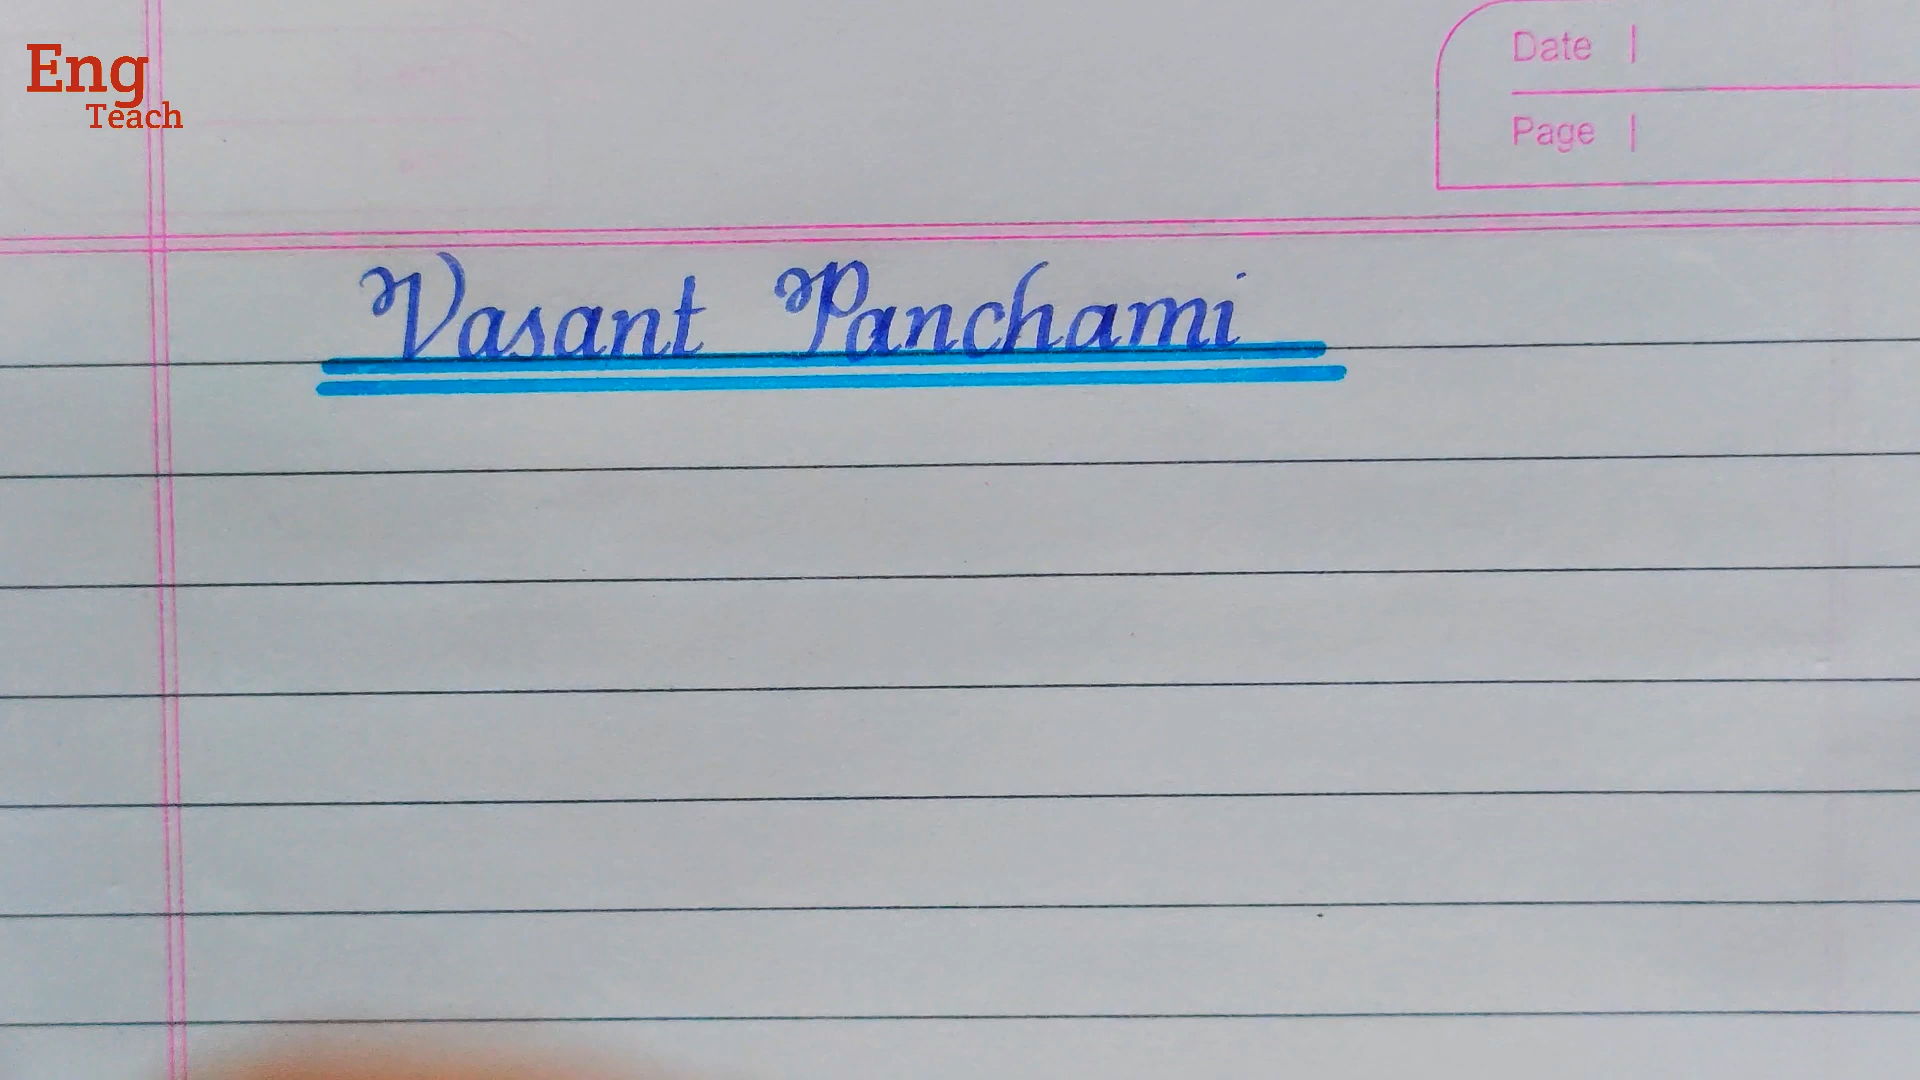 Eng
Teach
Date |
Page |
Vasant Panchami